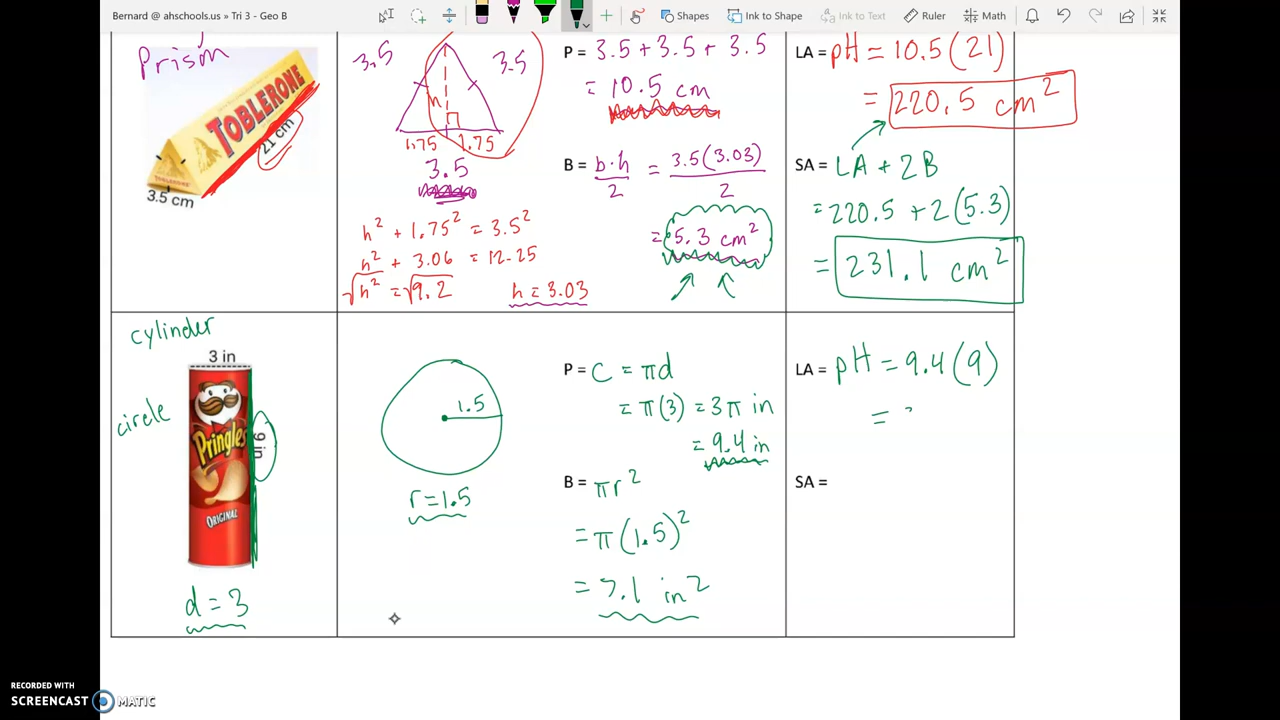 Bernard @ ahschools.us » Tri 3 - Geo B
Shapes
Ink to Shape
Ink to Text
Ruler
Math
Prism
TOBLERONE
21 cm
3.5 cm
3.5
3.5
h
1.75 1.75
3.5
h² + 1.75² = 3.5²
h² + 3.06 = 12.25
√h² = √9.2
h = 3.03
P = 3.5 + 3.5 + 3.5
= 10.5 cm
B = b·h/2 = 3.5(3.03)/2
= 5.3 cm²
LA = pH = 10.5(21)
= 220.5 cm²
SA = LA + 2B
= 220.5 + 2(5.3)
= 231.1 cm²
cylinder
3 in
circle
Pringles
9 in
ORIGINAL
d = 3
1.5
r = 1.5
P = C = πd
= π(3) = 3π in
= 9.4 in
B = πr²
= π(1.5)²
= 7.1 in²
LA = pH = 9.4(9)
=
SA =
RECORDED WITH
SCREENCAST MATIC